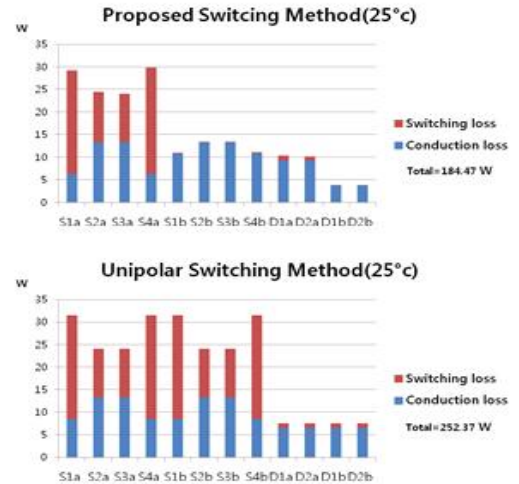 Proposed Switcing Method(25°c)
W
35
30
25
20
15
10
5
0
S1a S2a S3a S4a S1b S2b S3b S4b D1a D2a D1b D2b
Switching loss
Conduction loss
Total=184.47 W
Unipolar Switching Method(25°c)
W
35
30
25
20
15
10
5
0
S1a S2a S3a S4a S1b S2b S3b S4b D1a D2a D1b D2b
Switching loss
Conduction loss
Total=252.37 W